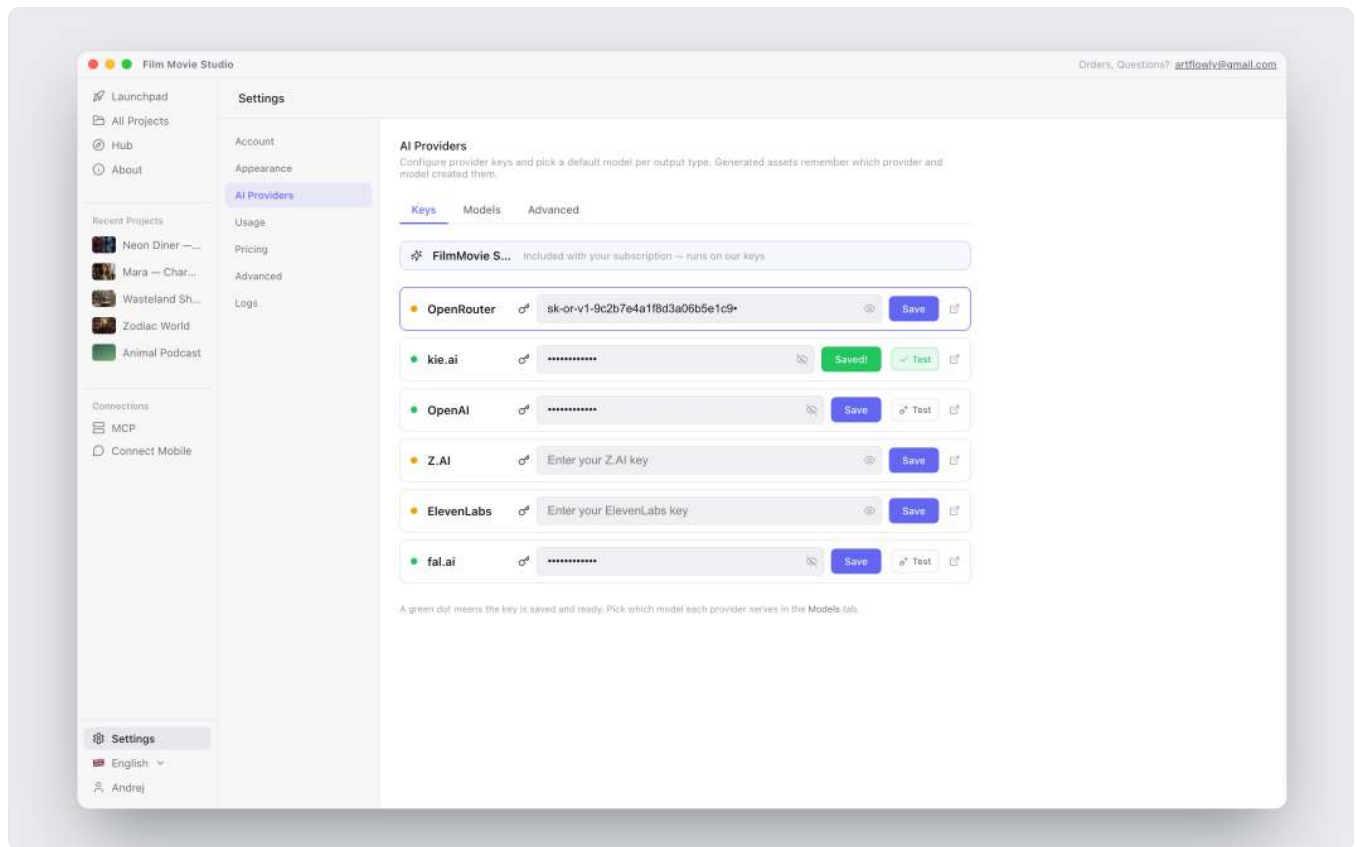 Film Movie Studio
Orders, Questions? artflowlv@gmail.com
Launchpad
All Projects
Hub
About
Recent Projects
Neon Diner —...
Mara — Char...
Wasteland Sh...
Zodiac World
Animal Podcast
Connections
MCP
Connect Mobile
Settings
English
Andrej
Settings
Account
Appearance
AI Providers
Usage
Pricing
Advanced
Logs
AI Providers
Configure provider keys and pick a default model per output type. Generated assets remember which provider and
model created them.
Keys Models Advanced
FilmMovie S... Included with your subscription — runs on our keys
OpenRouter sk-or-v1-9c2b7e4a1f8d3a06b5e1c9• Save
kie.ai •••••••••••• Saved! Test
OpenAI •••••••••••• Save Test
Z.AI Enter your Z.AI key Save
ElevenLabs Enter your ElevenLabs key Save
fal.ai •••••••••••• Save Test
A green dot means the key is saved and ready. Pick which model each provider serves in the Models tab.